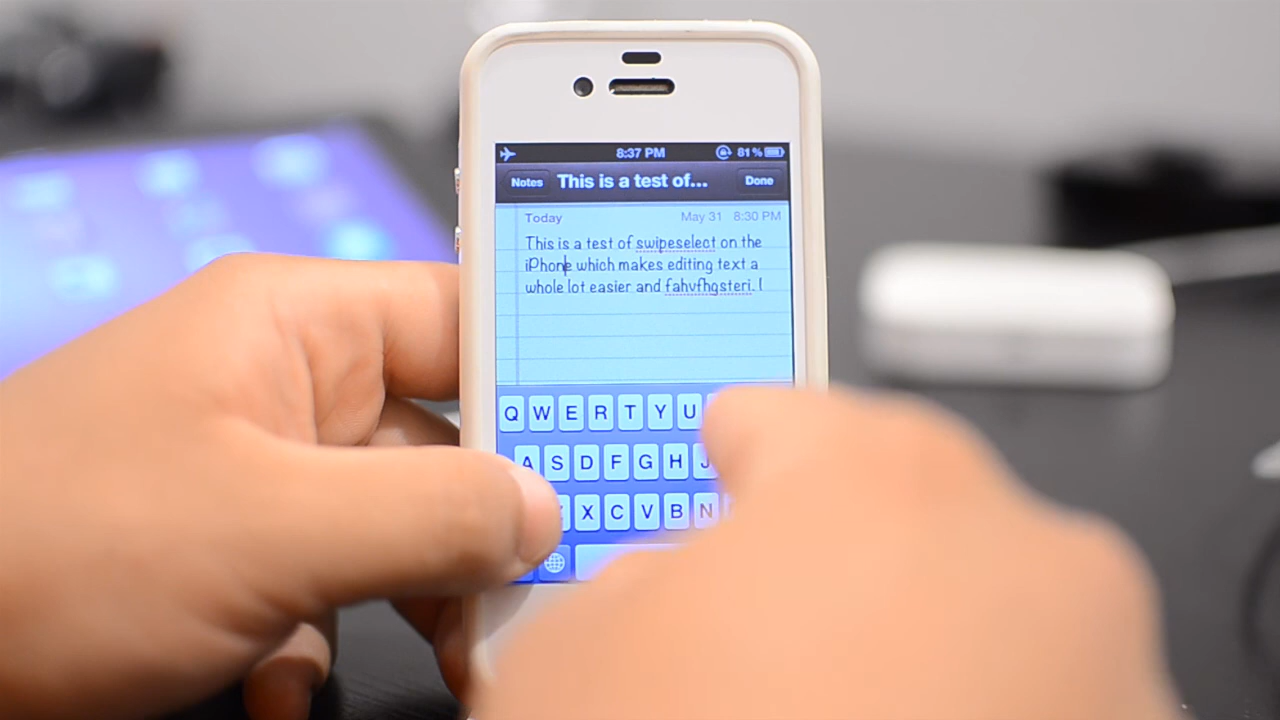 8:37 PM 81%
Notes This is a test of... Done
Today May 31 8:30 PM
This is a test of swipeselect on the
iPhone which makes editing text a
whole lot easier and fahvfhgsteri. I
Q W E R T Y U
A S D F G H J
X C V B N